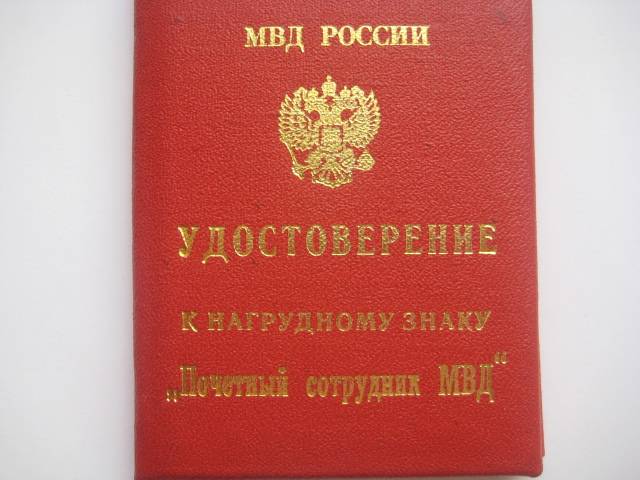 МВД РОССИИ
УДОСТОВЕРЕНИЕ
К НАГРУДНОМУ ЗНАКУ
„Почетный сотрудник МВД“